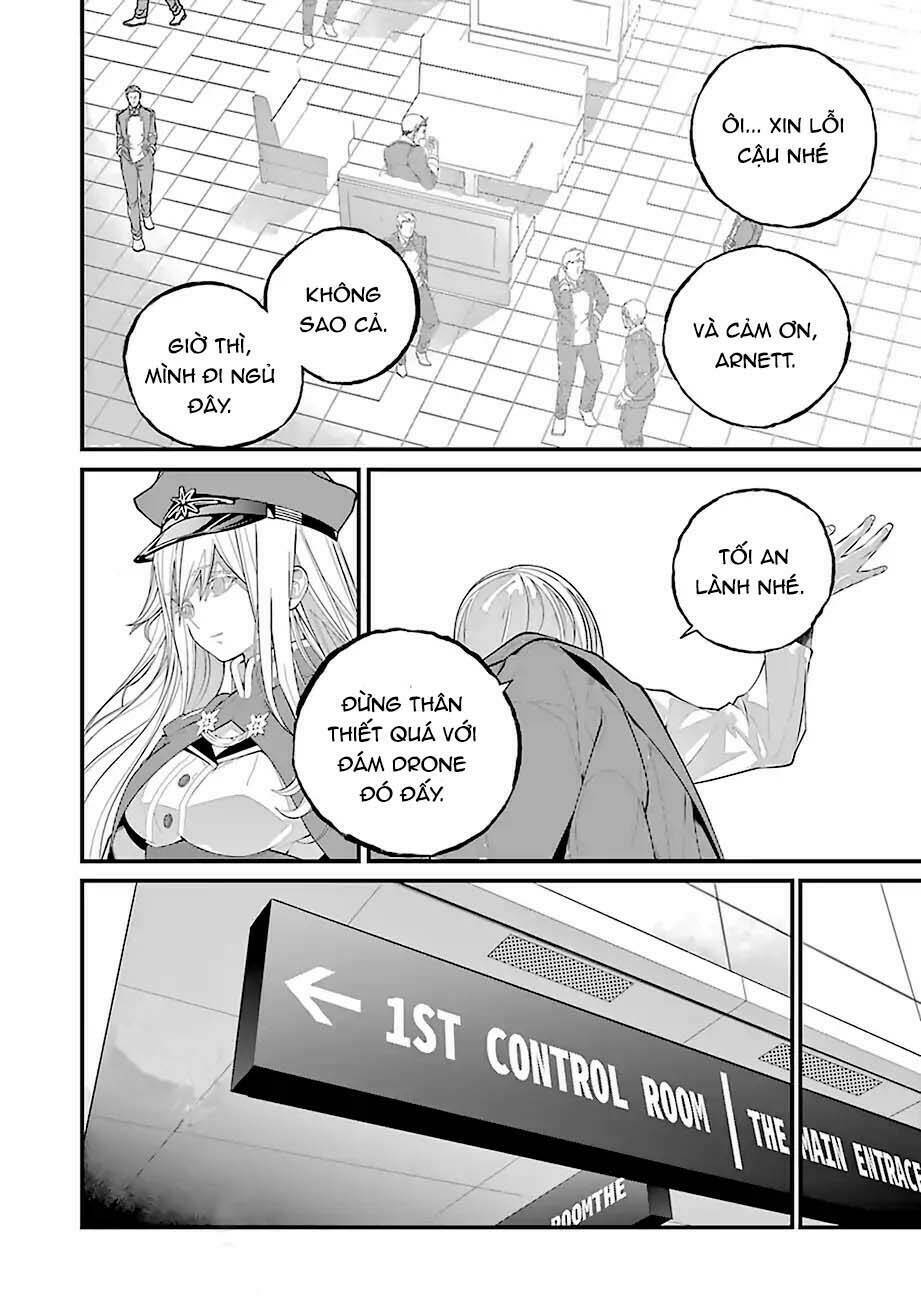 ÔI... XIN LỖI
CẬU NHÉ
VÀ CẢM ƠN,
ARNETT.
KHÔNG
SAO CẢ.
GIỜ THÌ,
MÌNH ĐI NGỦ
ĐÂY.
TỐI AN
LÀNH NHÉ.
ĐỪNG THÂN
THIẾT QUÁ VỚI
ĐÁM DRONE
ĐÓ ĐẤY.
← 1ST CONTROL ROOM | THE MAIN ENTRACE
ROOMTHE